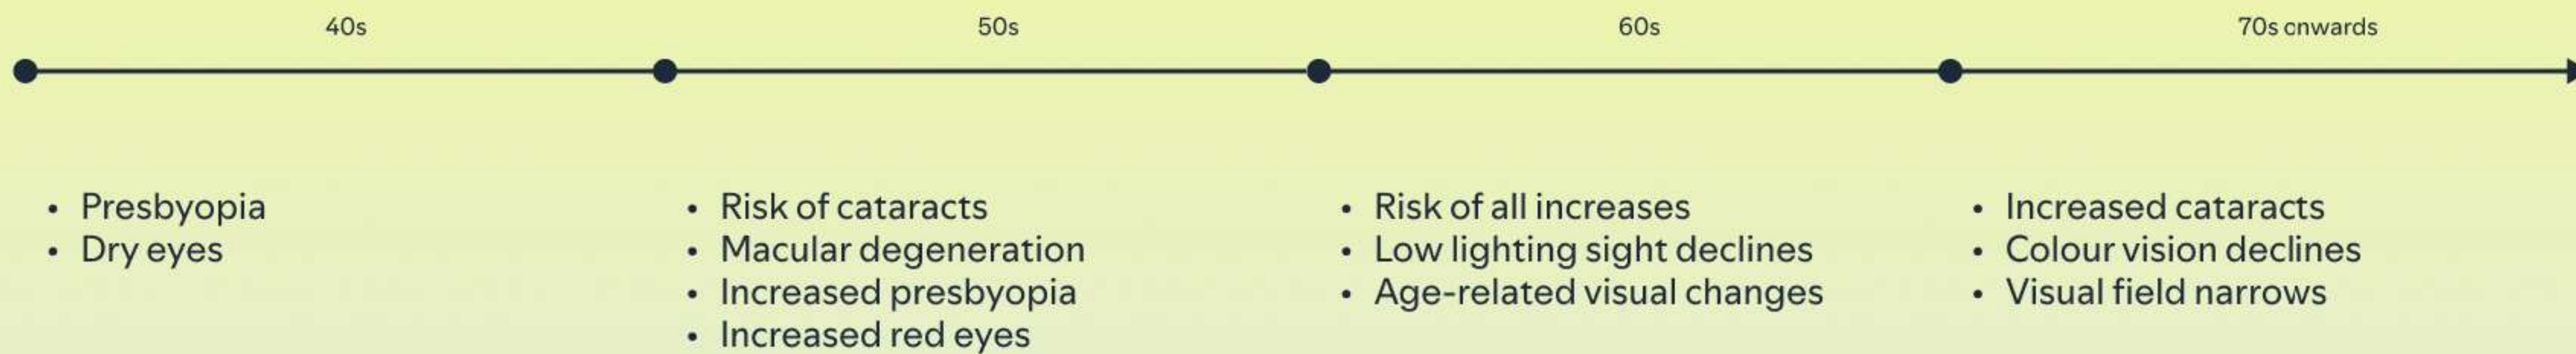 40s
50s
60s
70s onwards
• Presbyopia
• Dry eyes
• Risk of cataracts
• Macular degeneration
• Increased presbyopia
• Increased red eyes
• Risk of all increases
• Low lighting sight declines
• Age-related visual changes
• Increased cataracts
• Colour vision declines
• Visual field narrows